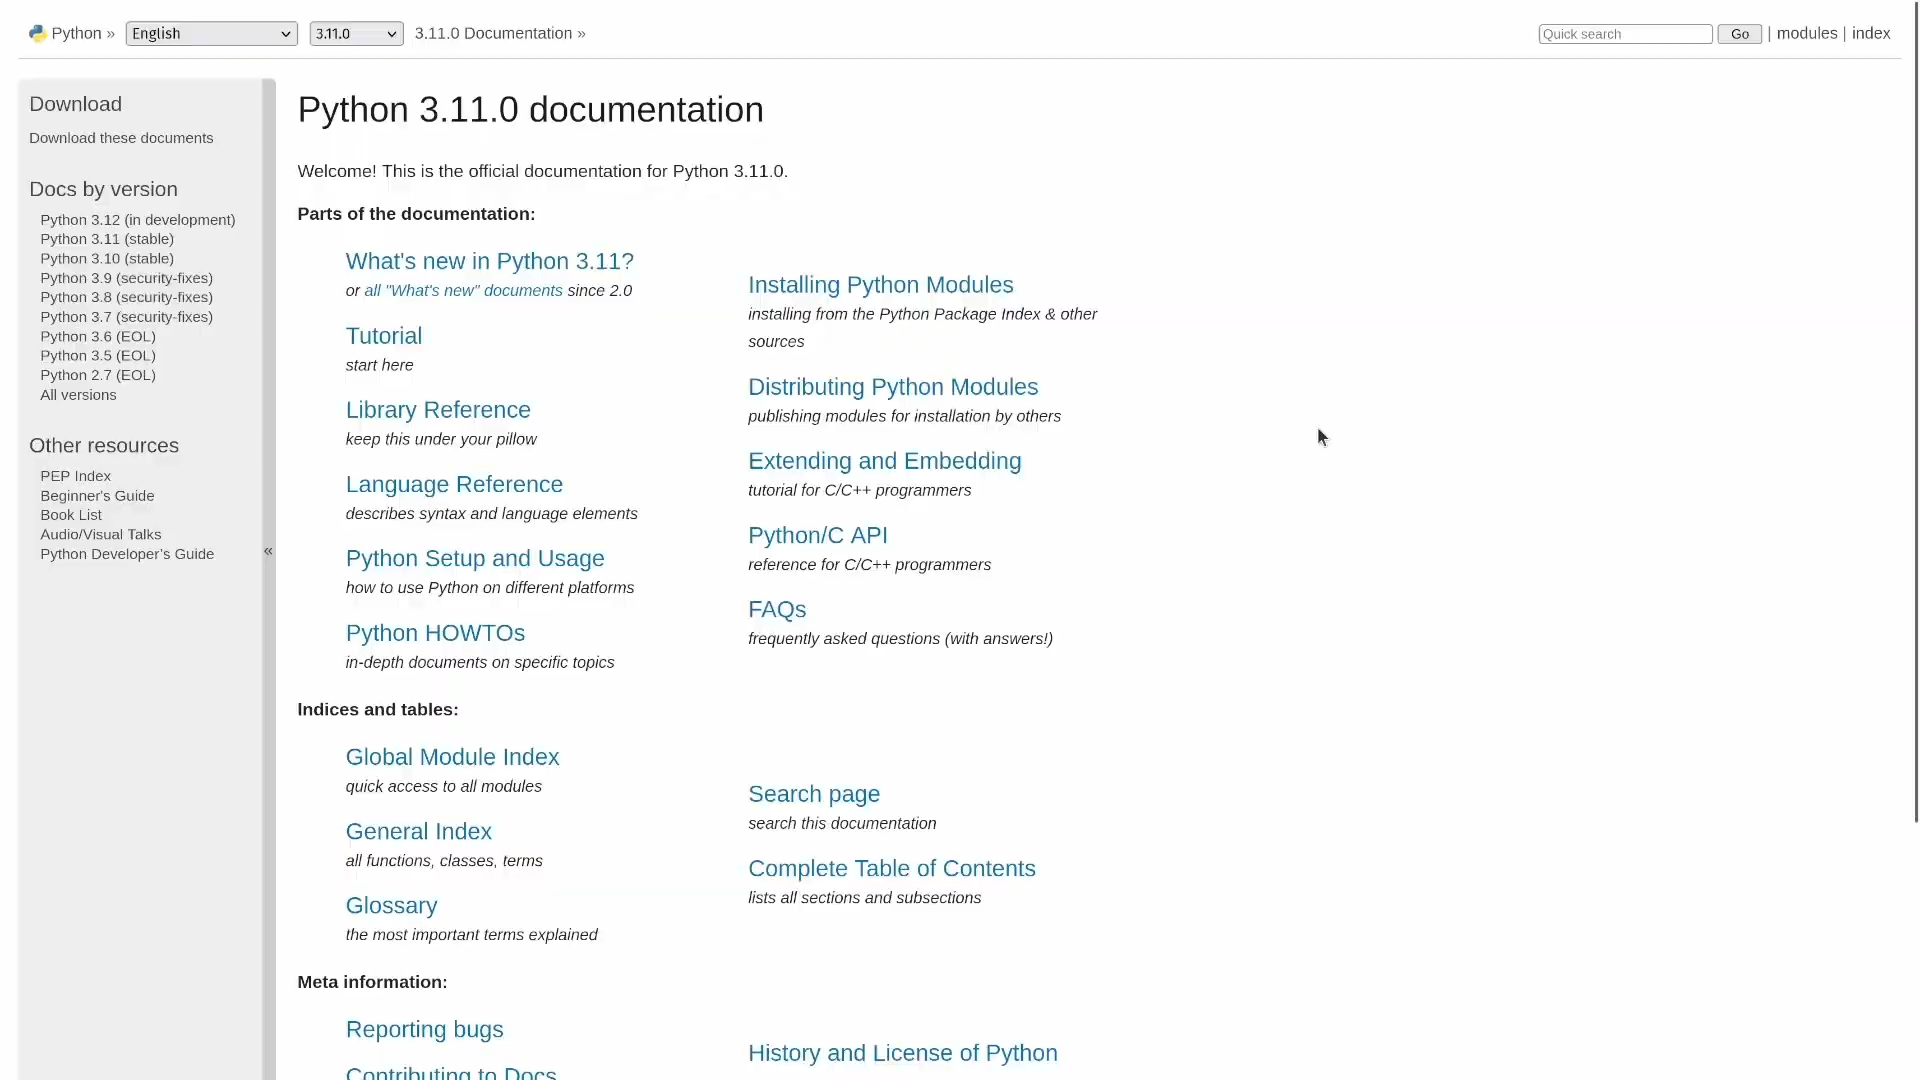 Python »
English
3.11.0
3.11.0 Documentation »
Quick search
Go
| modules | index
Download
Download these documents
Docs by version
Python 3.12 (in development)
Python 3.11 (stable)
Python 3.10 (stable)
Python 3.9 (security-fixes)
Python 3.8 (security-fixes)
Python 3.7 (security-fixes)
Python 3.6 (EOL)
Python 3.5 (EOL)
Python 2.7 (EOL)
All versions
Other resources
PEP Index
Beginner's Guide
Book List
Audio/Visual Talks
Python Developer's Guide
«
Python 3.11.0 documentation
Welcome! This is the official documentation for Python 3.11.0.
Parts of the documentation:
What's new in Python 3.11?
or all "What's new" documents since 2.0
Tutorial
start here
Library Reference
keep this under your pillow
Language Reference
describes syntax and language elements
Python Setup and Usage
how to use Python on different platforms
Python HOWTOs
in-depth documents on specific topics
Installing Python Modules
installing from the Python Package Index & other
sources
Distributing Python Modules
publishing modules for installation by others
Extending and Embedding
tutorial for C/C++ programmers
Python/C API
reference for C/C++ programmers
FAQs
frequently asked questions (with answers!)
Indices and tables:
Global Module Index
quick access to all modules
General Index
all functions, classes, terms
Glossary
the most important terms explained
Search page
search this documentation
Complete Table of Contents
lists all sections and subsections
Meta information:
Reporting bugs
Contributing to Docs
History and License of Python